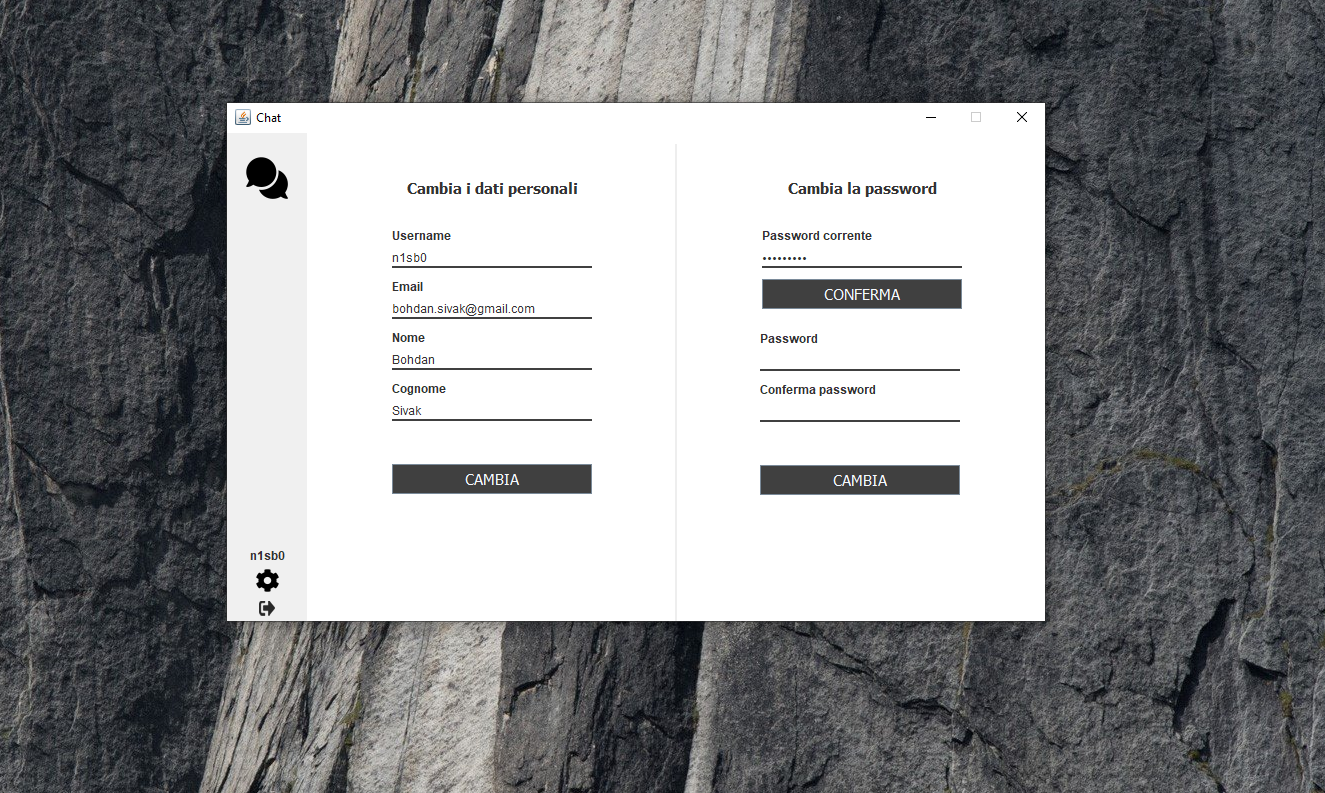 Chat
Cambia i dati personali
Username
n1sb0
Email
bohdan.sivak@gmail.com
Nome
Bohdan
Cognome
Sivak
CAMBIA
Cambia la password
Password corrente
•••••••••
CONFERMA
Password
Conferma password
CAMBIA
n1sb0